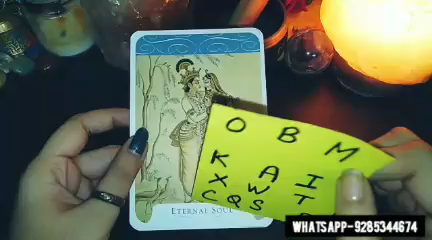 O B M
K A I
X W T
C Q S
ETERNAL SOUL
WHATSAPP-9285344674